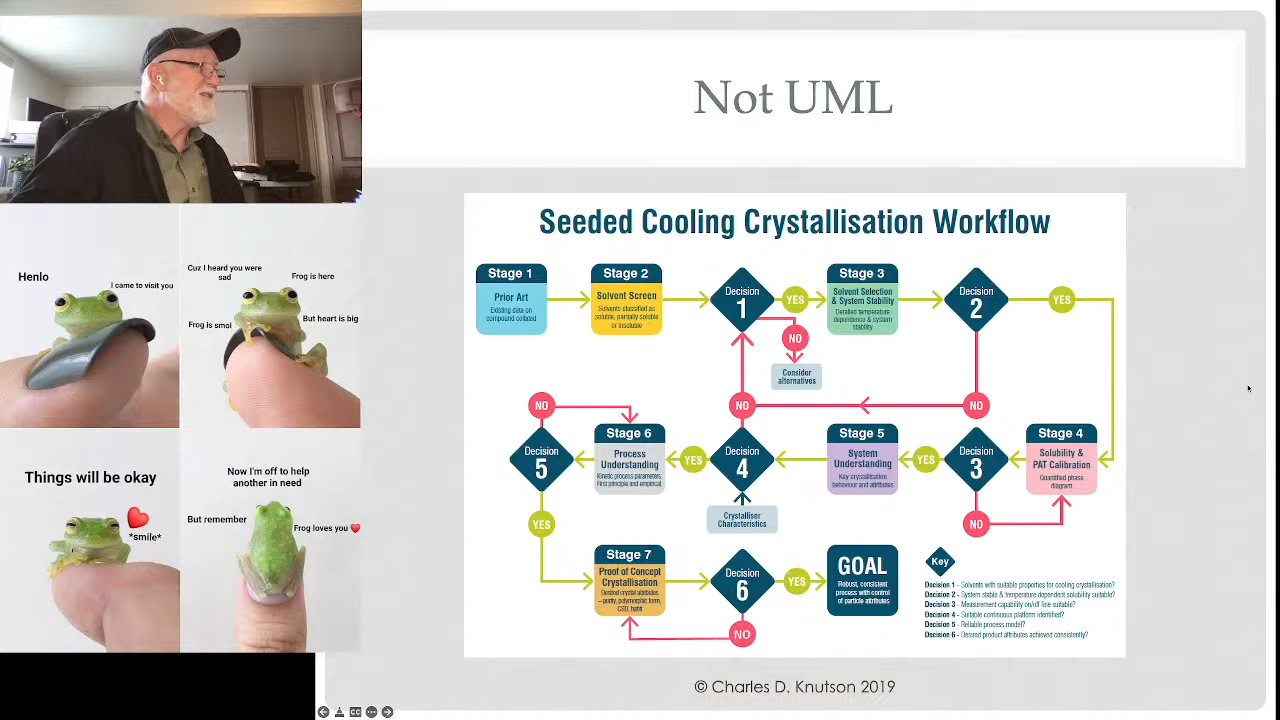 Not UML
Henlo
I came to visit you
Cuz I heard you were
sad
Frog is here
Frog is smol
But heart is big
Things will be okay
*smile*
Now I'm off to help
another in need
But remember
Frog loves you
Seeded Cooling Crystallisation Workflow
Stage 1
Prior Art
Existing data on
compound collated
Stage 2
Solvent Screen
Solvents classified as
soluble, partially soluble
or insoluble
Decision
1
YES
NO
Consider
alternatives
Stage 3
Solvent Selection
& System Stability
Detailed temperature
dependence & system
stability
Decision
2
YES
NO
NO
NO
Decision
5
Stage 6
Process
Understanding
Kinetic process parameters.
First principle and empirical.
YES
Decision
4
Crystalliser
Characteristics
Stage 5
System
Understanding
Key crystallisation
behaviour and attributes
YES
Decision
3
Stage 4
Solubility &
PAT Calibration
Quantified phase
diagram
NO
YES
Stage 7
Proof of Concept
Crystallisation
Desired crystal attributes
– purity, polymorphic form,
CSD, habit
Decision
6
YES
NO
GOAL
Robust, consistent
process with control
of particle attributes
Key
Decision 1 - Solvents with suitable properties for cooling crystallisation?
Decision 2 - System stable & temperature dependent solubility suitable?
Decision 3 - Measurement capability on/off line suitable?
Decision 4 - Suitable continuous platform identified?
Decision 5 - Reliable process model?
Decision 6 - Desired product attributes achieved consistently?
© Charles D. Knutson 2019
CC